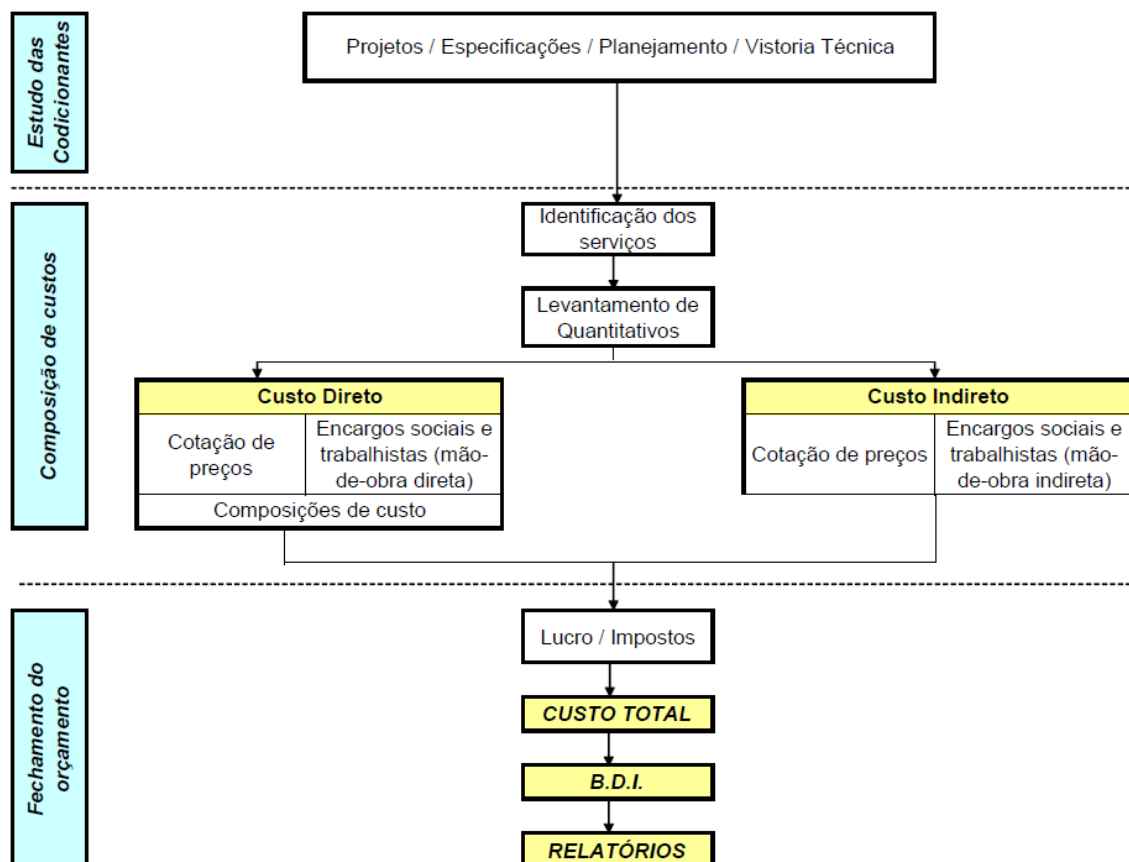 Estudo das
Codicionantes
Projetos / Especificações / Planejamento / Vistoria Técnica
Composição de custos
Identificação dos
serviços
Levantamento de
Quantitativos
Custo Direto
Cotação de
preços
Encargos sociais e
trabalhistas (mão-
de-obra direta)
Composições de custo
Custo Indireto
Cotação de preços
Encargos sociais e
trabalhistas (mão-
de-obra indireta)
Fechamento do
orçamento
Lucro / Impostos
CUSTO TOTAL
B.D.I.
RELATÓRIOS